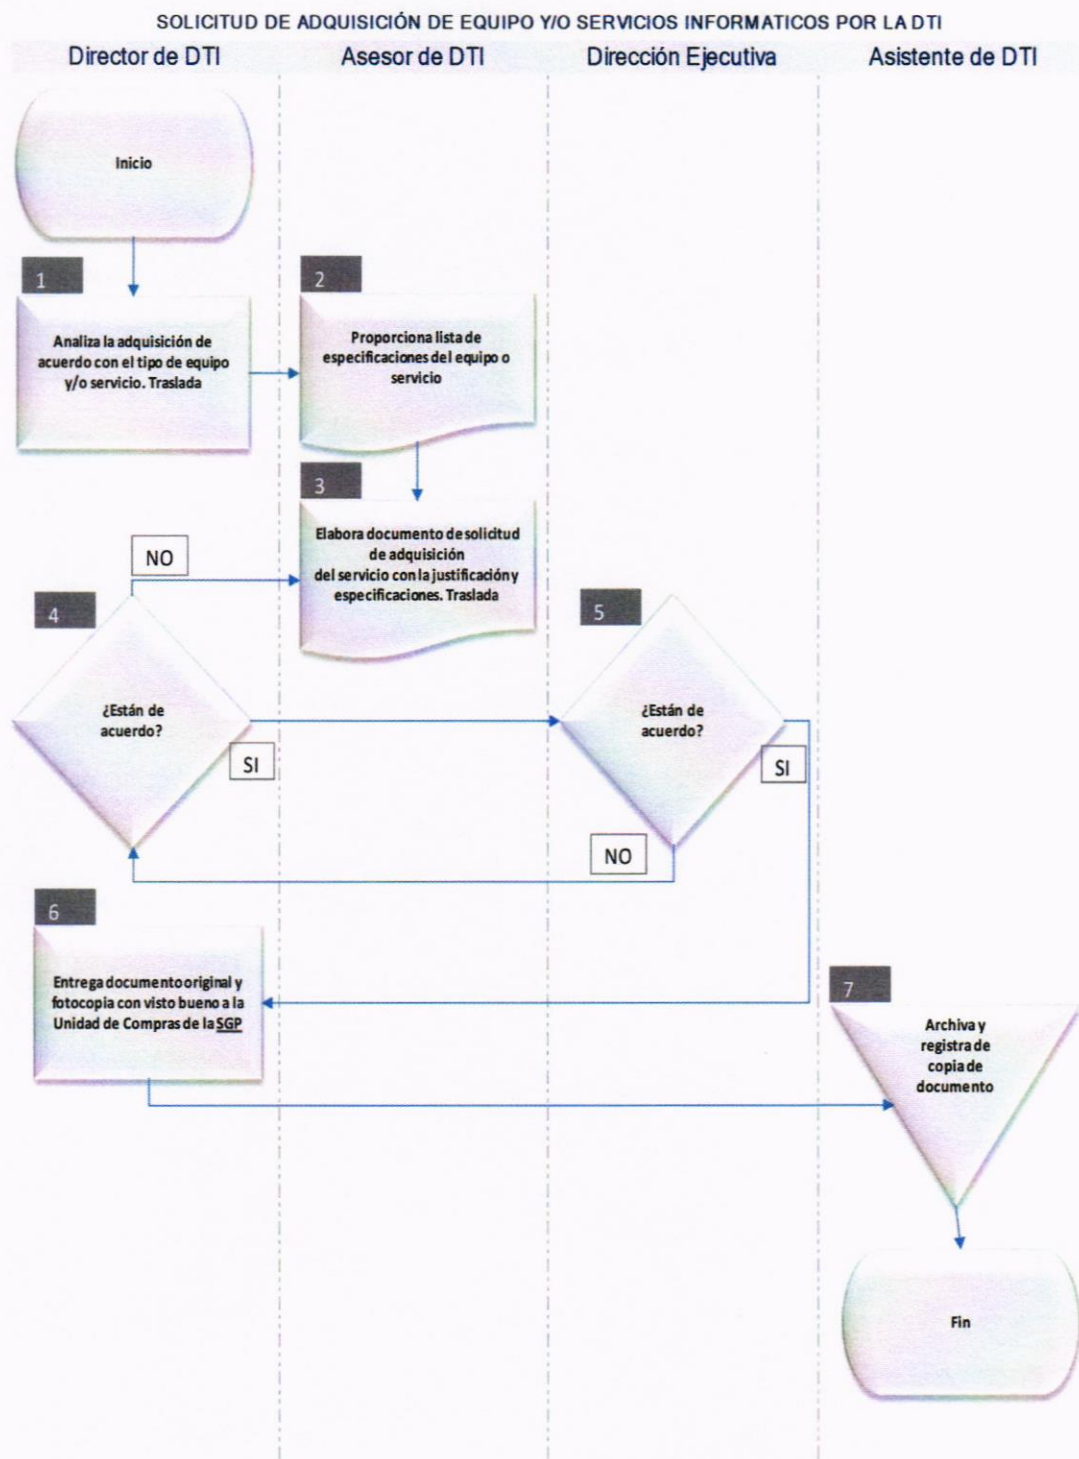 SOLICITUD DE ADQUISICIÓN DE EQUIPO Y/O SERVICIOS INFORMATICOS POR LA DTI
Director de DTI
Asesor de DTI
Dirección Ejecutiva
Asistente de DTI
Inicio
1
Analiza la adquisición de
acuerdo con el tipo de equipo
y/o servicio. Traslada
2
Proporciona lista de
especificaciones del equipo o
servicio
3
Elabora documento de solicitud
de adquisición
del servicio con la justificación y
especificaciones. Traslada
NO
4
¿Están de
acuerdo?
SI
5
¿Están de
acuerdo?
SI
NO
6
Entrega documento original y
fotocopia con visto bueno a la
Unidad de Compras de la SGP
7
Archiva y
registra de
copia de
documento
Fin